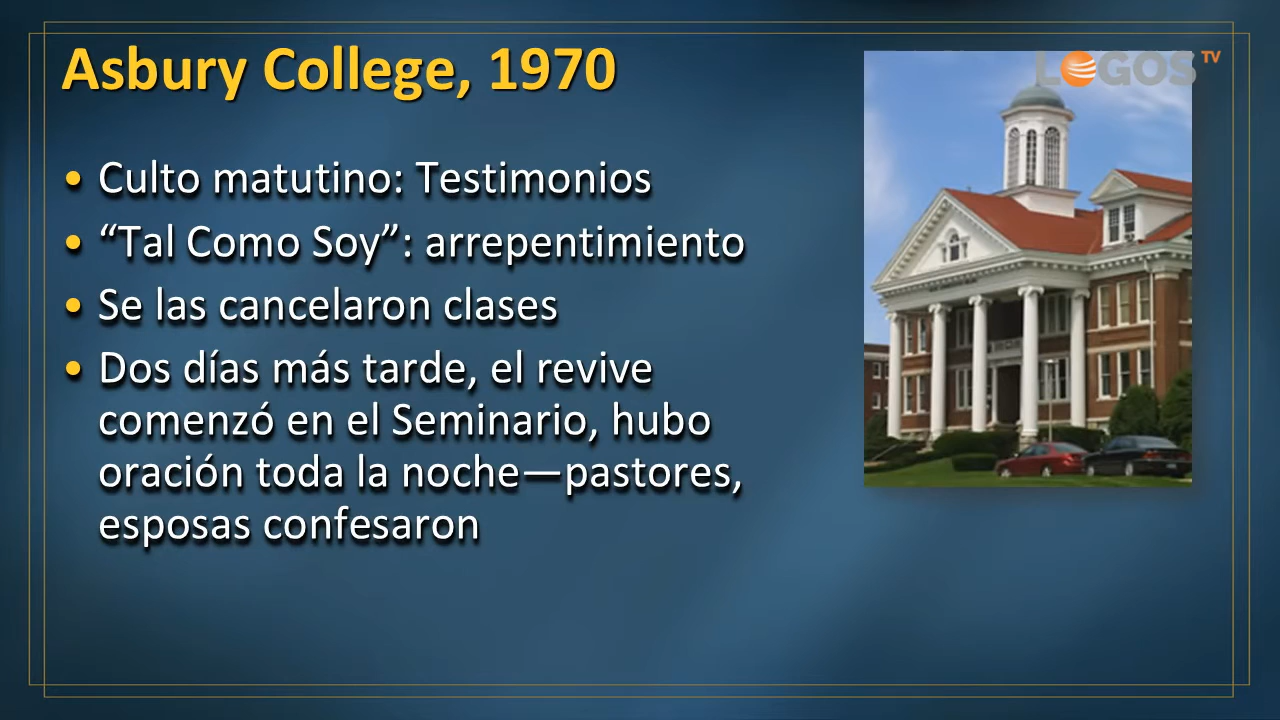 Asbury College, 1970
LOGOS TV
• Culto matutino: Testimonios
• “Tal Como Soy”: arrepentimiento
• Se las cancelaron clases
• Dos días más tarde, el revive
comenzó en el Seminario, hubo
oración toda la noche—pastores,
esposas confesaron